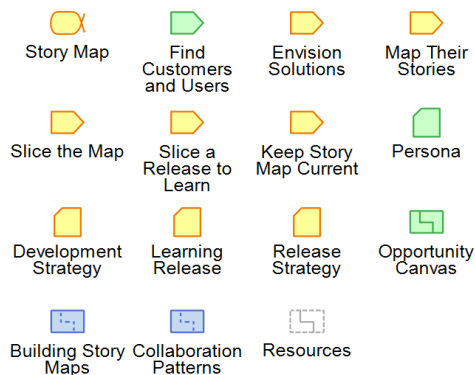 Story Map
Find
Customers
and Users
Envision
Solutions
Map Their
Stories
Slice the Map
Slice a
Release to
Learn
Keep Story
Map Current
Persona
Development
Strategy
Learning
Release
Release
Strategy
Opportunity
Canvas
Building Story
Maps
Collaboration
Patterns
Resources